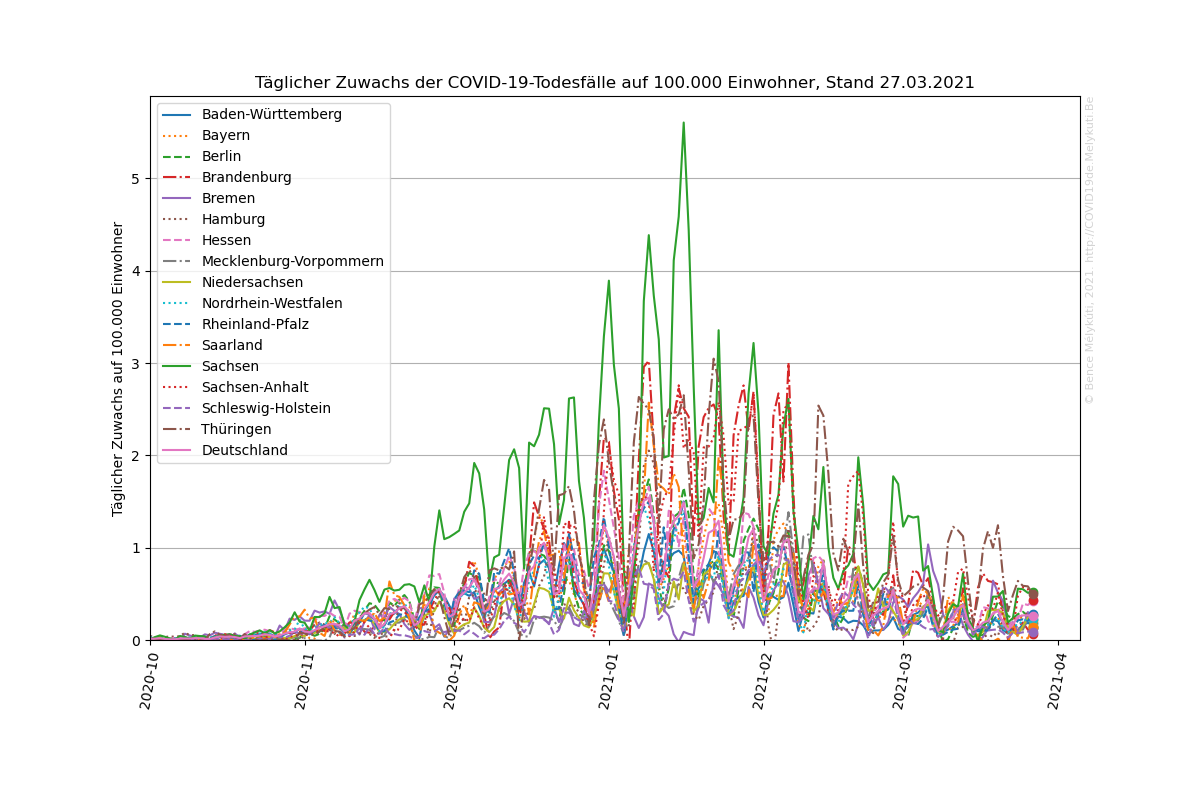 Täglicher Zuwachs der COVID-19-Todesfälle auf 100.000 Einwohner, Stand 27.03.2021
Täglicher Zuwachs auf 100.000 Einwohner
5
4
3
2
1
0
Baden-Württemberg
Bayern
Berlin
Brandenburg
Bremen
Hamburg
Hessen
Mecklenburg-Vorpommern
Niedersachsen
Nordrhein-Westfalen
Rheinland-Pfalz
Saarland
Sachsen
Sachsen-Anhalt
Schleswig-Holstein
Thüringen
Deutschland
2020-10
2020-11
2020-12
2021-01
2021-02
2021-03
2021-04
© Bence Mélykúti, 2021. http://COVID19de.Melykuti.Be